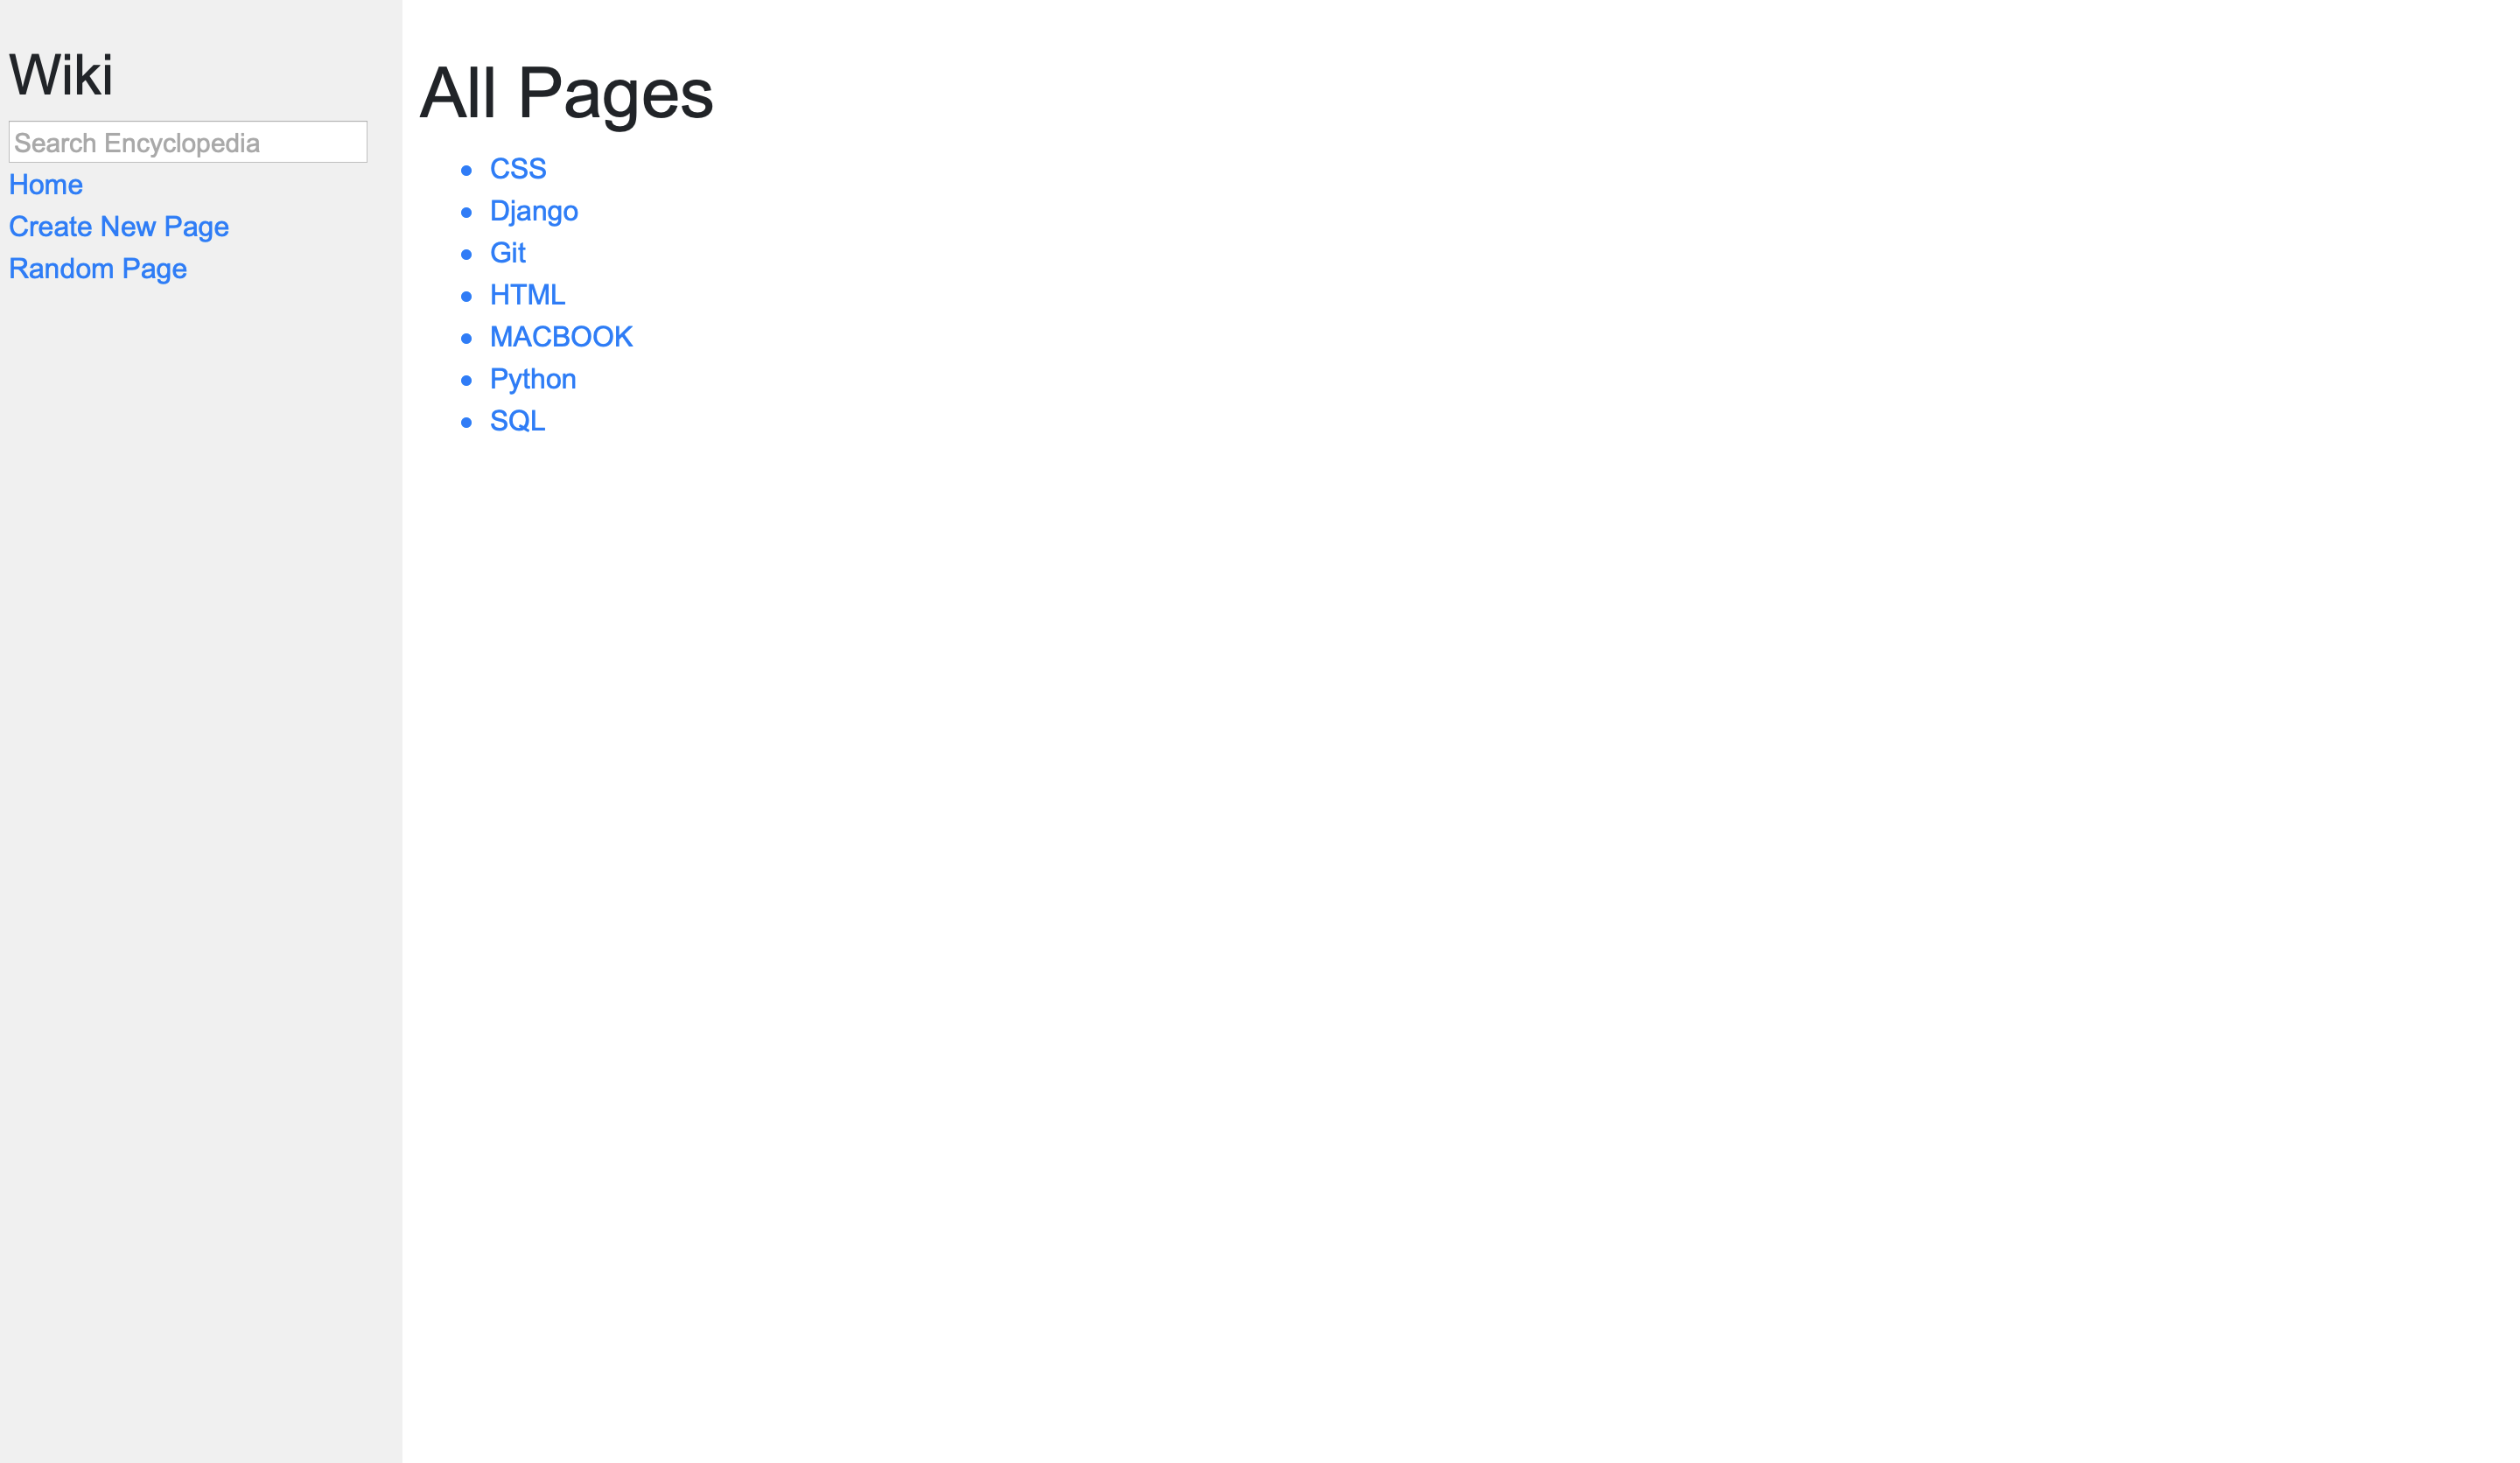 Wiki
Search Encyclopedia
Home
Create New Page
Random Page
All Pages
CSS
Django
Git
HTML
MACBOOK
Python
SQL